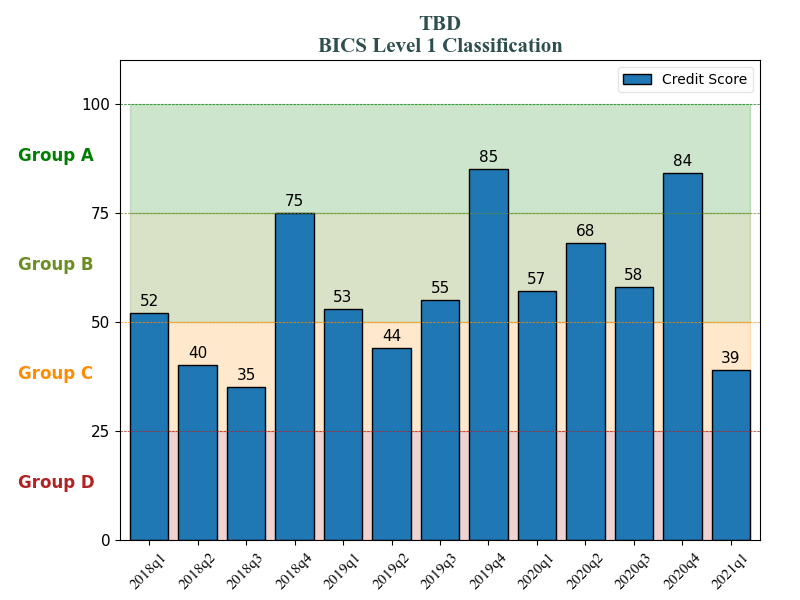 TBD
BICS Level 1 Classification
Credit Score
100
75
50
25
0
Group A
Group B
Group C
Group D
52
40
35
75
53
44
55
85
57
68
58
84
39
2018q1
2018q2
2018q3
2018q4
2019q1
2019q2
2019q3
2019q4
2020q1
2020q2
2020q3
2020q4
2021q1